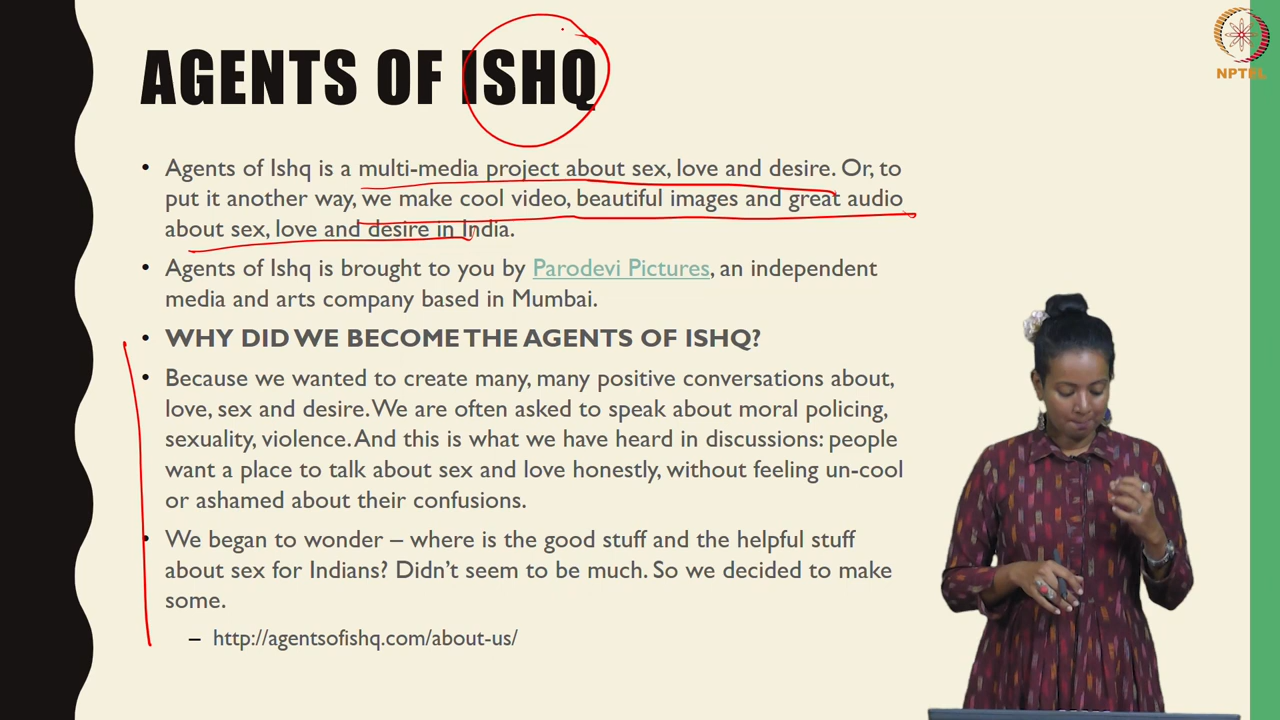 AGENTS OF ISHQ
NPTEL
• Agents of Ishq is a multi-media project about sex, love and desire. Or, to
put it another way, we make cool video, beautiful images and great audio
about sex, love and desire in India.
• Agents of Ishq is brought to you by Parodevi Pictures, an independent
media and arts company based in Mumbai.
• WHY DID WE BECOME THE AGENTS OF ISHQ?
• Because we wanted to create many, many positive conversations about,
love, sex and desire. We are often asked to speak about moral policing,
sexuality, violence. And this is what we have heard in discussions: people
want a place to talk about sex and love honestly, without feeling un-cool
or ashamed about their confusions.
• We began to wonder – where is the good stuff and the helpful stuff
about sex for Indians? Didn't seem to be much. So we decided to make
some.
– http://agentsofishq.com/about-us/